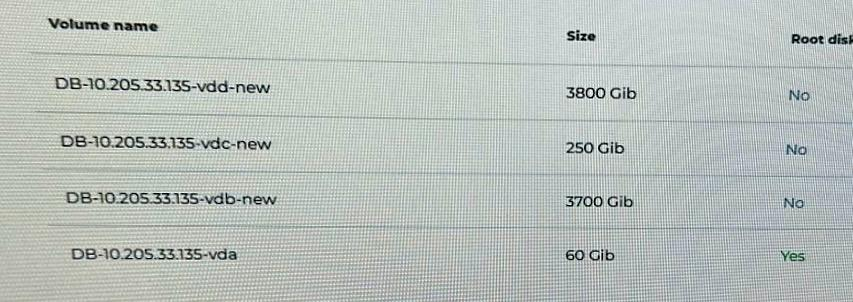 Volume name Size Root disk
DB-10.205.33.135-vdd-new 3800 Gib No
DB-10.205.33.135-vdc-new 250 Gib No
DB-10.205.33.135-vdb-new 3700 Gib No
DB-10.205.33.135-vda 60 Gib Yes